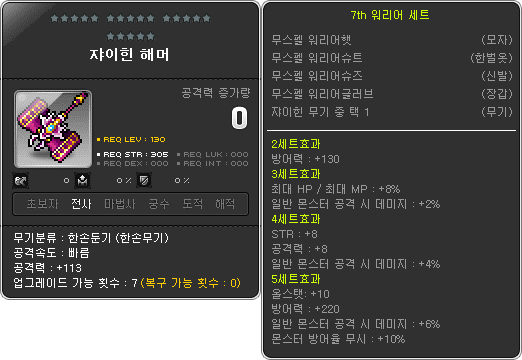 쟈이힌 해머
공격력 증가량
0
REQ LEV : 130
REQ STR : 305
REQ LUK : 000
REQ DEX : 000
REQ INT : 000
0
0 %
0 %
초보자 전사 마법사 궁수 도적 해적
무기분류 : 한손둔기 (한손무기)
공격속도 : 빠름
공격력 : +113
업그레이드 가능 횟수 : 7 (복구 가능 횟수 : 0)
7th 워리어 세트
무스펠 워리어햇 (모자)
무스펠 워리어슈트 (한벌옷)
무스펠 워리어슈즈 (신발)
무스펠 워리어글러브 (장갑)
쟈이힌 무기 중 택 1 (무기)
2세트효과
방어력 : +130
3세트효과
최대 HP / 최대 MP : +8%
일반 몬스터 공격 시 데미지 : +2%
4세트효과
STR : +8
공격력 : +8
일반 몬스터 공격 시 데미지 : +4%
5세트효과
올스탯: +10
방어력 : +220
일반 몬스터 공격 시 데미지 : +6%
몬스터 방어율 무시 : +10%